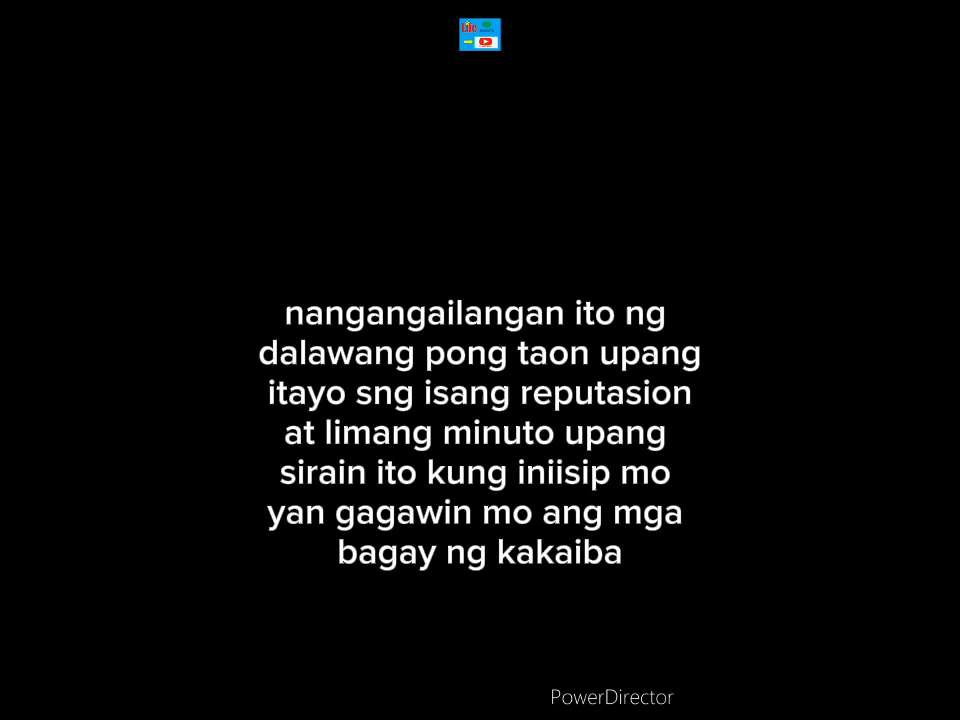 Life
nangangailangan ito ng
dalawang pong taon upang
itayo sng isang reputasion
at limang minuto upang
sirain ito kung iniisip mo
yan gagawin mo ang mga
bagay ng kakaiba
PowerDirector